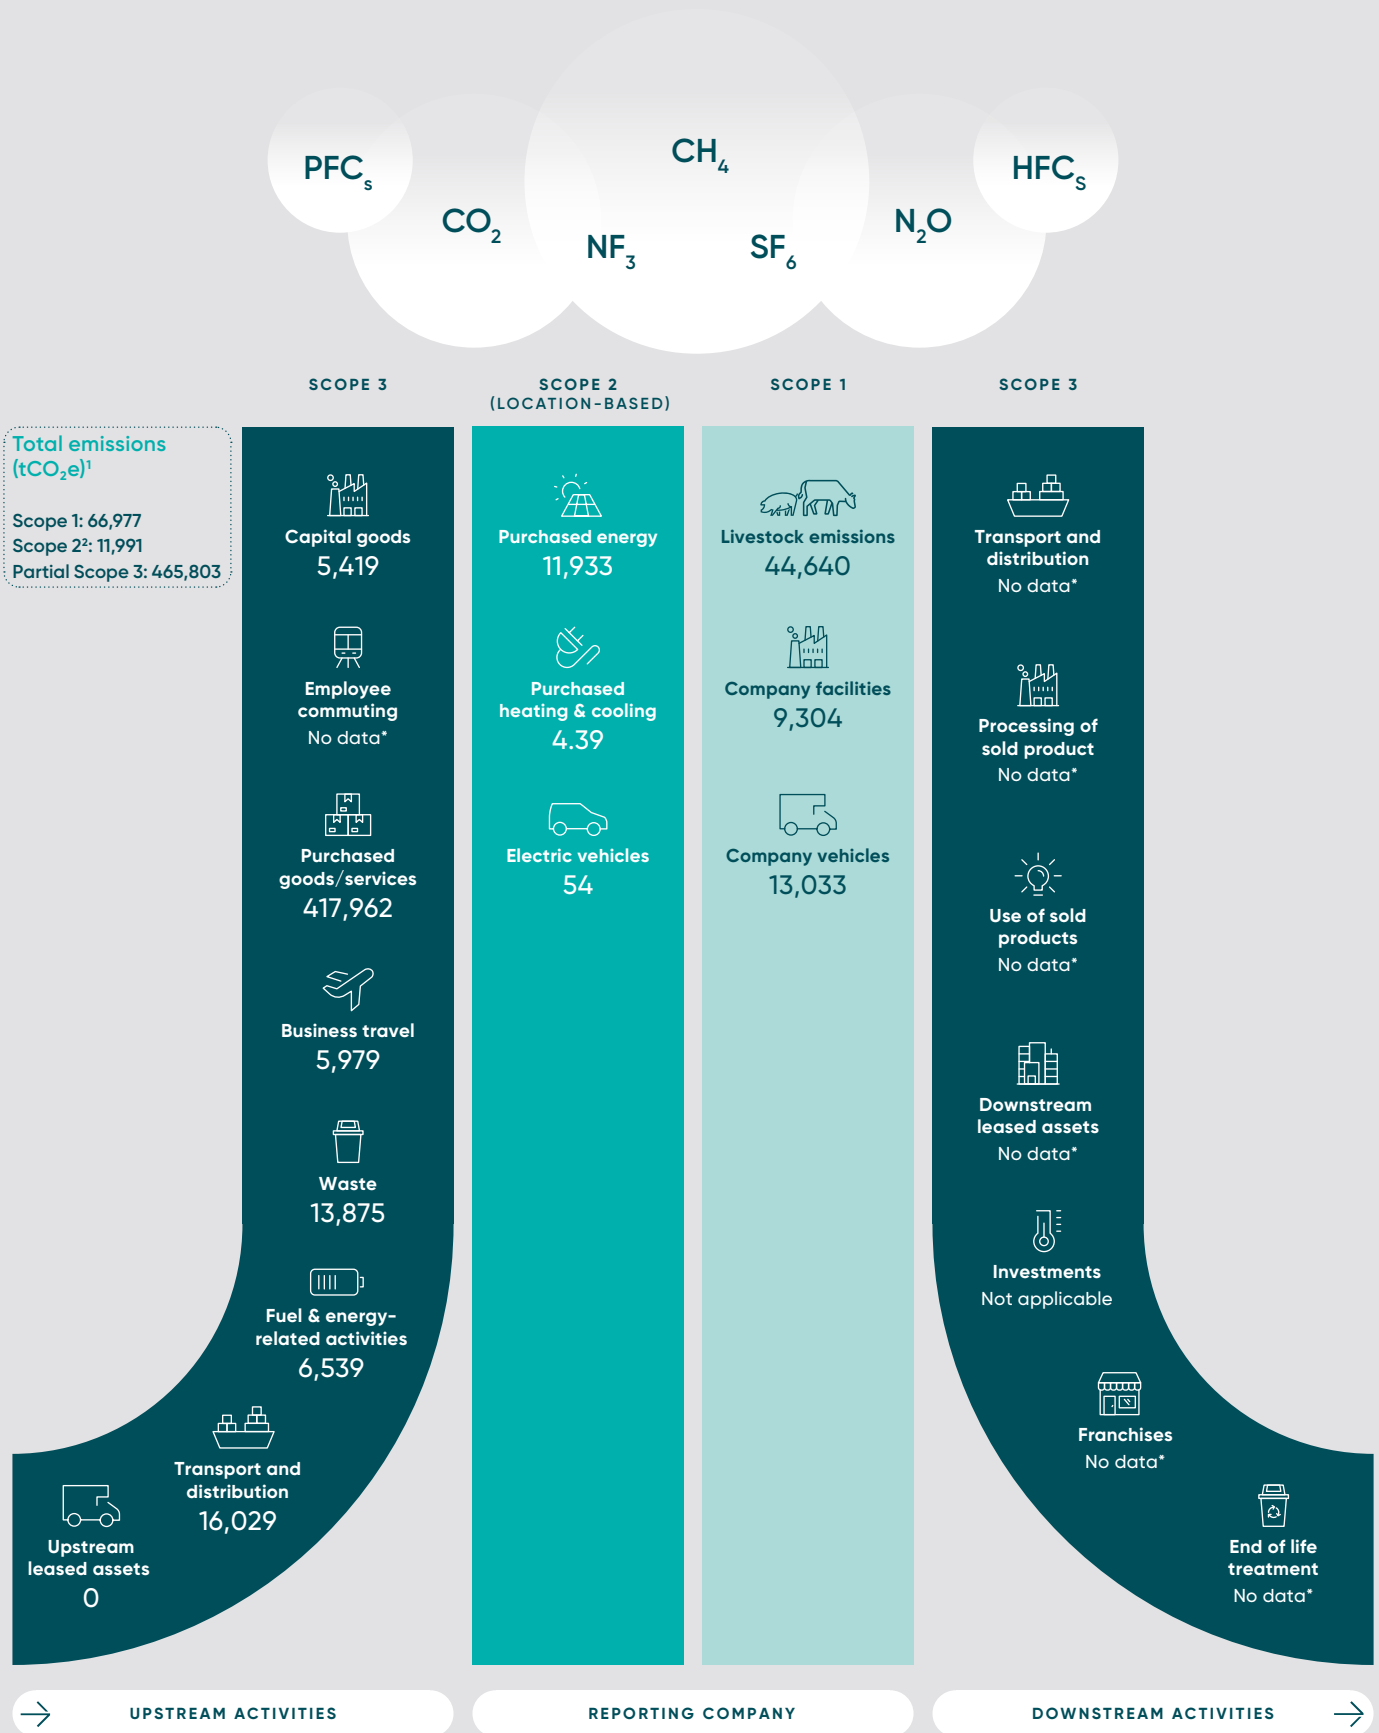 PFCs
CO2
CH4
NF3
SF6
N2O
HFCS
Total emissions
(tCO₂e)¹
Scope 1: 66,977
Scope 2²: 11,991
Partial Scope 3: 465,803
SCOPE 3
Capital goods
5,419
Employee
commuting
No data*
Purchased
goods/services
417,962
Business travel
5,979
Waste
13,875
Fuel & energy-
related activities
6,539
Transport and
distribution
16,029
Upstream
leased assets
0
SCOPE 2
(LOCATION-BASED)
Purchased energy
11,933
Purchased
heating & cooling
4.39
Electric vehicles
54
SCOPE 1
Livestock emissions
44,640
Company facilities
9,304
Company vehicles
13,033
SCOPE 3
Transport and
distribution
No data*
Processing of
sold product
No data*
Use of sold
products
No data*
Downstream
leased assets
No data*
Investments
Not applicable
Franchises
No data*
End of life
treatment
No data*
UPSTREAM ACTIVITIES
REPORTING COMPANY
DOWNSTREAM ACTIVITIES